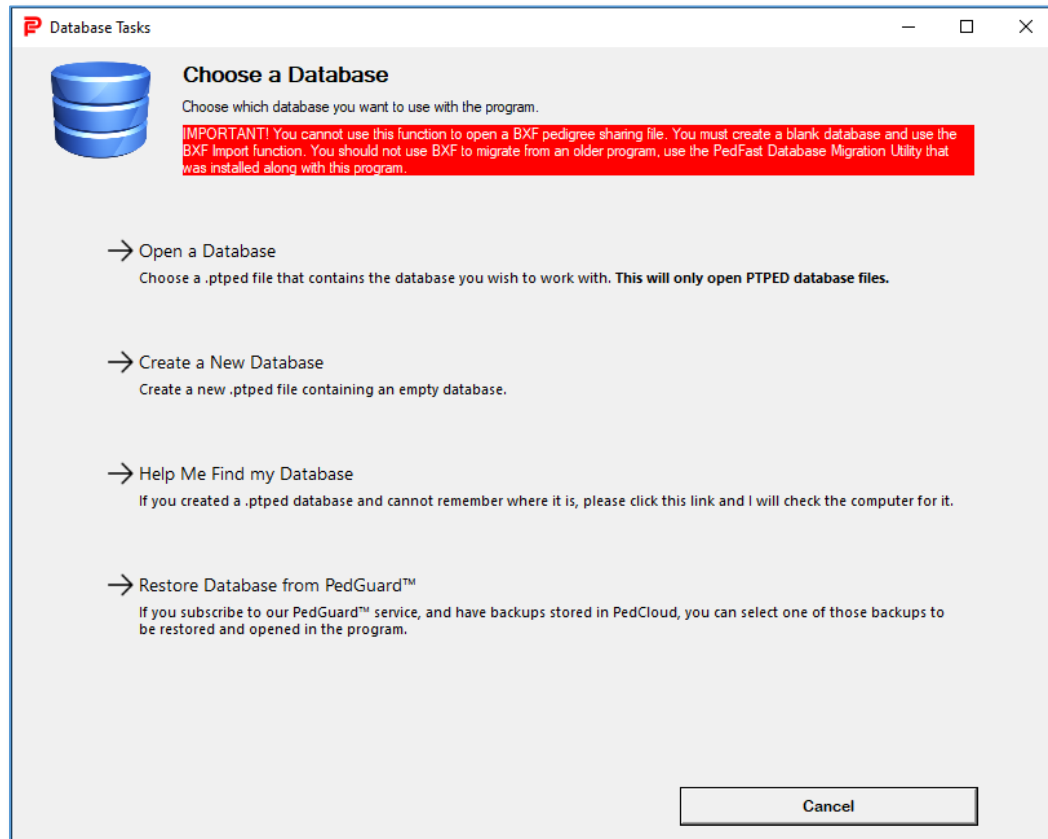 Database Tasks
Choose a Database
Choose which database you want to use with the program.
IMPORTANT! You cannot use this function to open a BXF pedigree sharing file. You must create a blank database and use the
BXF Import function. You should not use BXF to migrate from an older program, use the PedFast Database Migration Utility that
was installed along with this program.
Open a Database
Choose a .ptped file that contains the database you wish to work with. This will only open PTPED database files.
Create a New Database
Create a new .ptped file containing an empty database.
Help Me Find my Database
If you created a .ptped database and cannot remember where it is, please click this link and I will check the computer for it.
Restore Database from PedGuard™
If you subscribe to our PedGuard™ service, and have backups stored in PedCloud, you can select one of those backups to
be restored and opened in the program.
Cancel